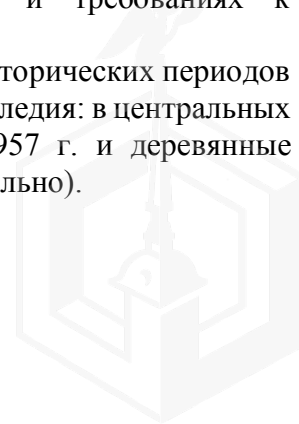 и требованиях к
торических периодов
ледия: в центральных
957 г. и деревянные
льно).